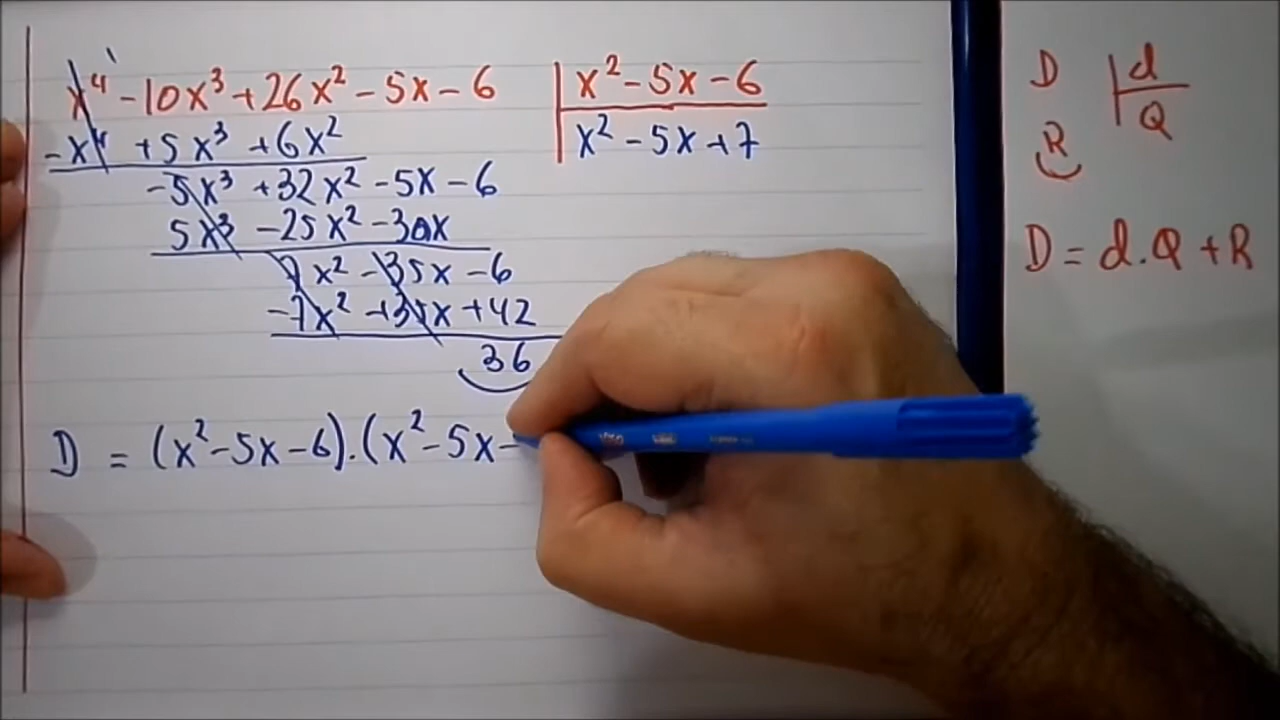 x⁴ - 10x³ + 26x² - 5x - 6 | x² - 5x - 6
-x⁴ + 5x³ + 6x² | x² - 5x + 7
-5x³ + 32x² - 5x - 6
5x³ - 25x² - 30x
7x² - 35x - 6
-7x² + 35x + 42
36
D = (x² - 5x - 6).(x² - 5x -
D | d
R | Q
D = d.Q + R